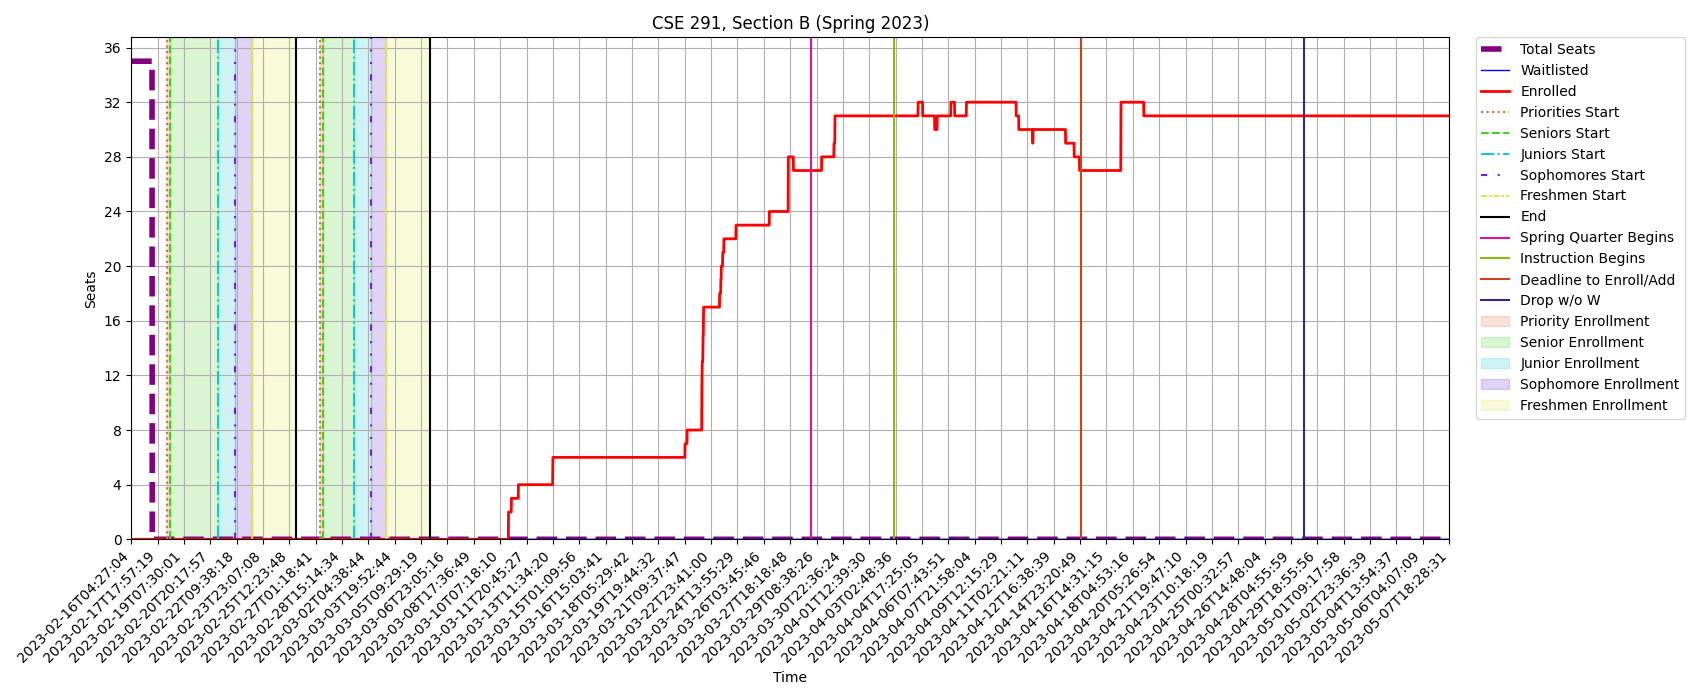 CSE 291, Section B (Spring 2023)
Seats
36
32
28
24
20
16
12
8
4
0
2023-02-16T04:27:04
2023-02-17T17:57:19
2023-02-19T07:30:01
2023-02-20T20:17:57
2023-02-22T09:38:18
2023-02-23T23:07:08
2023-02-25T12:23:48
2023-02-27T01:18:41
2023-02-28T15:14:34
2023-03-02T04:38:44
2023-03-03T19:52:44
2023-03-05T09:29:19
2023-03-06T23:05:16
2023-03-08T17:36:49
2023-03-10T07:18:10
2023-03-11T20:45:27
2023-03-13T11:34:20
2023-03-15T01:09:56
2023-03-16T15:03:41
2023-03-18T05:29:42
2023-03-19T19:44:32
2023-03-21T09:37:47
2023-03-22T23:41:00
2023-03-24T13:55:29
2023-03-26T03:45:46
2023-03-27T18:18:48
2023-03-29T08:38:26
2023-03-30T22:36:24
2023-04-01T12:39:30
2023-04-03T02:48:36
2023-04-04T17:25:05
2023-04-06T07:43:51
2023-04-07T21:58:04
2023-04-09T12:15:29
2023-04-11T02:21:11
2023-04-12T16:38:39
2023-04-14T23:20:49
2023-04-16T14:31:15
2023-04-18T04:53:16
2023-04-20T05:26:54
2023-04-21T19:47:10
2023-04-23T10:18:19
2023-04-25T00:32:57
2023-04-26T14:48:04
2023-04-28T04:55:59
2023-04-29T18:55:56
2023-05-01T09:17:58
2023-05-02T23:36:39
2023-05-04T13:54:37
2023-05-06T04:07:09
2023-05-07T18:28:31
Time
Total Seats
Waitlisted
Enrolled
Priorities Start
Seniors Start
Juniors Start
Sophomores Start
Freshmen Start
End
Spring Quarter Begins
Instruction Begins
Deadline to Enroll/Add
Drop w/o W
Priority Enrollment
Senior Enrollment
Junior Enrollment
Sophomore Enrollment
Freshmen Enrollment